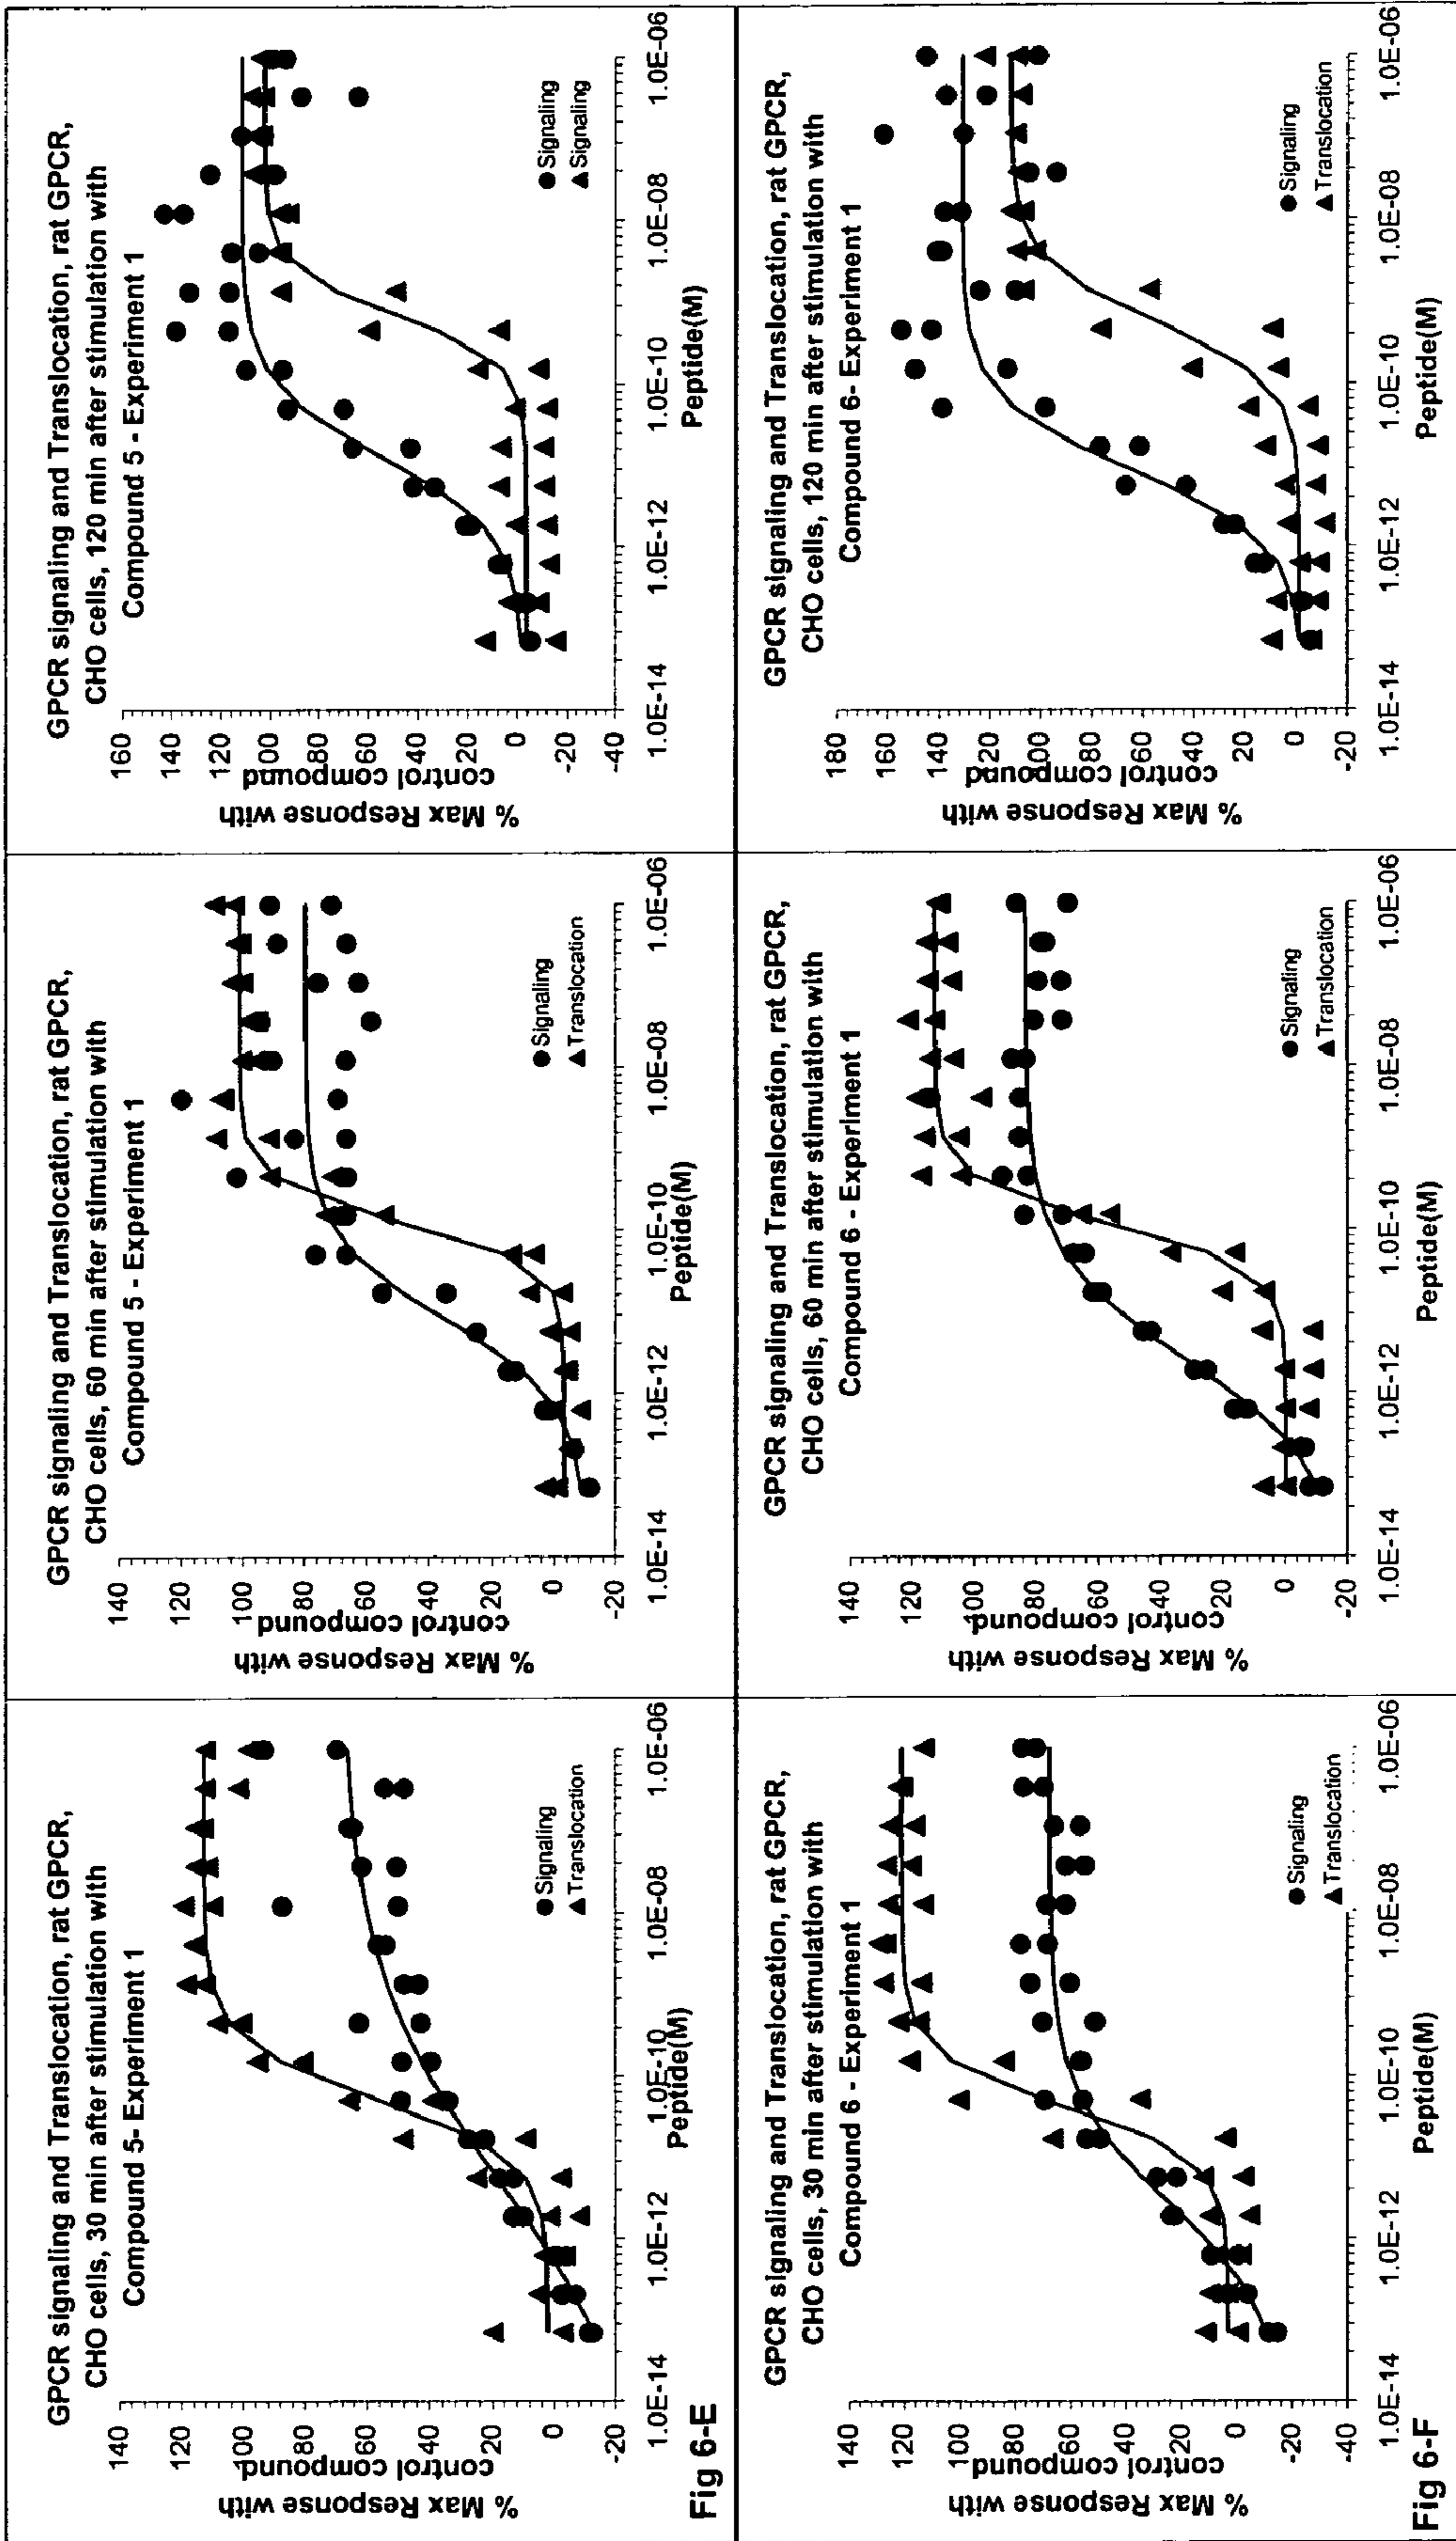 GPCR signaling and Translocation, rat GPCR,
CHO cells, 30 min after stimulation with
Compound 5- Experiment 1
% Max Response with
control compound
140
120
100
80
60
40
20
0
-20
1.0E-14
1.0E-12
1.0E-10
1.0E-08
1.0E-06
Peptide(M)
Signaling
Translocation
Fig 6-E
GPCR signaling and Translocation, rat GPCR,
CHO cells, 60 min after stimulation with
Compound 5 - Experiment 1
% Max Response with
control compound
140
120
100
80
60
40
20
0
-20
1.0E-14
1.0E-12
1.0E-10
1.0E-08
1.0E-06
Peptide(M)
Signaling
Translocation
GPCR signaling and Translocation, rat GPCR,
CHO cells, 120 min after stimulation with
Compound 5 - Experiment 1
% Max Response with
control compound
160
140
120
100
80
60
40
20
0
-20
-40
1.0E-14
1.0E-12
1.0E-10
1.0E-08
1.0E-06
Peptide(M)
Signaling
Signaling
GPCR signaling and Translocation, rat GPCR,
CHO cells, 30 min after stimulation with
Compound 6 - Experiment 1
% Max Response with
control compound
140
120
100
80
60
40
20
0
-20
-40
1.0E-14
1.0E-12
1.0E-10
1.0E-08
1.0E-06
Peptide(M)
Signaling
Translocation
Fig 6-F
GPCR signaling and Translocation, rat GPCR,
CHO cells, 60 min after stimulation with
Compound 6 - Experiment 1
% Max Response with
control compound
140
120
100
80
60
40
20
0
-20
1.0E-14
1.0E-12
1.0E-10
1.0E-08
1.0E-06
Peptide(M)
Signaling
Translocation
GPCR signaling and Translocation, rat GPCR,
CHO cells, 120 min after stimulation with
Compound 6- Experiment 1
% Max Response with
control compound
180
160
140
120
100
80
60
40
20
0
-20
1.0E-14
1.0E-12
1.0E-10
1.0E-08
1.0E-06
Peptide(M)
Signaling
Translocation